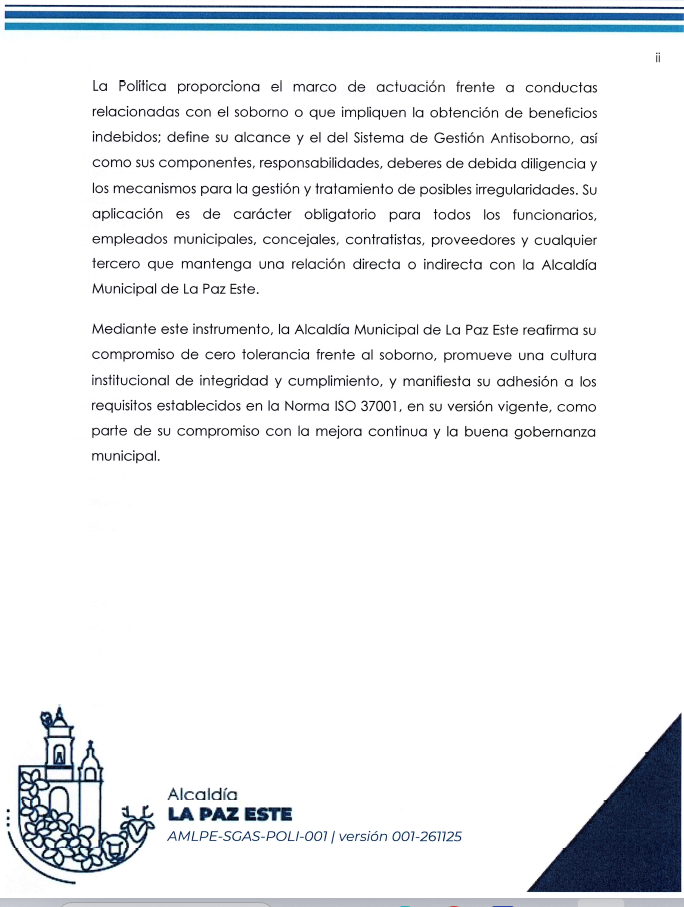 ii
La Política proporciona el marco de actuación frente a conductas
relacionadas con el soborno o que impliquen la obtención de beneficios
indebidos; define su alcance y el del Sistema de Gestión Antisoborno, así
como sus componentes, responsabilidades, deberes de debida diligencia y
los mecanismos para la gestión y tratamiento de posibles irregularidades. Su
aplicación es de carácter obligatorio para todos los funcionarios,
empleados municipales, concejales, contratistas, proveedores y cualquier
tercero que mantenga una relación directa o indirecta con la Alcaldía
Municipal de La Paz Este.
Mediante este instrumento, la Alcaldía Municipal de La Paz Este reafirma su
compromiso de cero tolerancia frente al soborno, promueve una cultura
institucional de integridad y cumplimiento, y manifiesta su adhesión a los
requisitos establecidos en la Norma ISO 37001, en su versión vigente, como
parte de su compromiso con la mejora continua y la buena gobernanza
municipal.
Alcaldía
LA PAZ ESTE
AMLPE-SGAS-POLI-001 | versión 001-261125